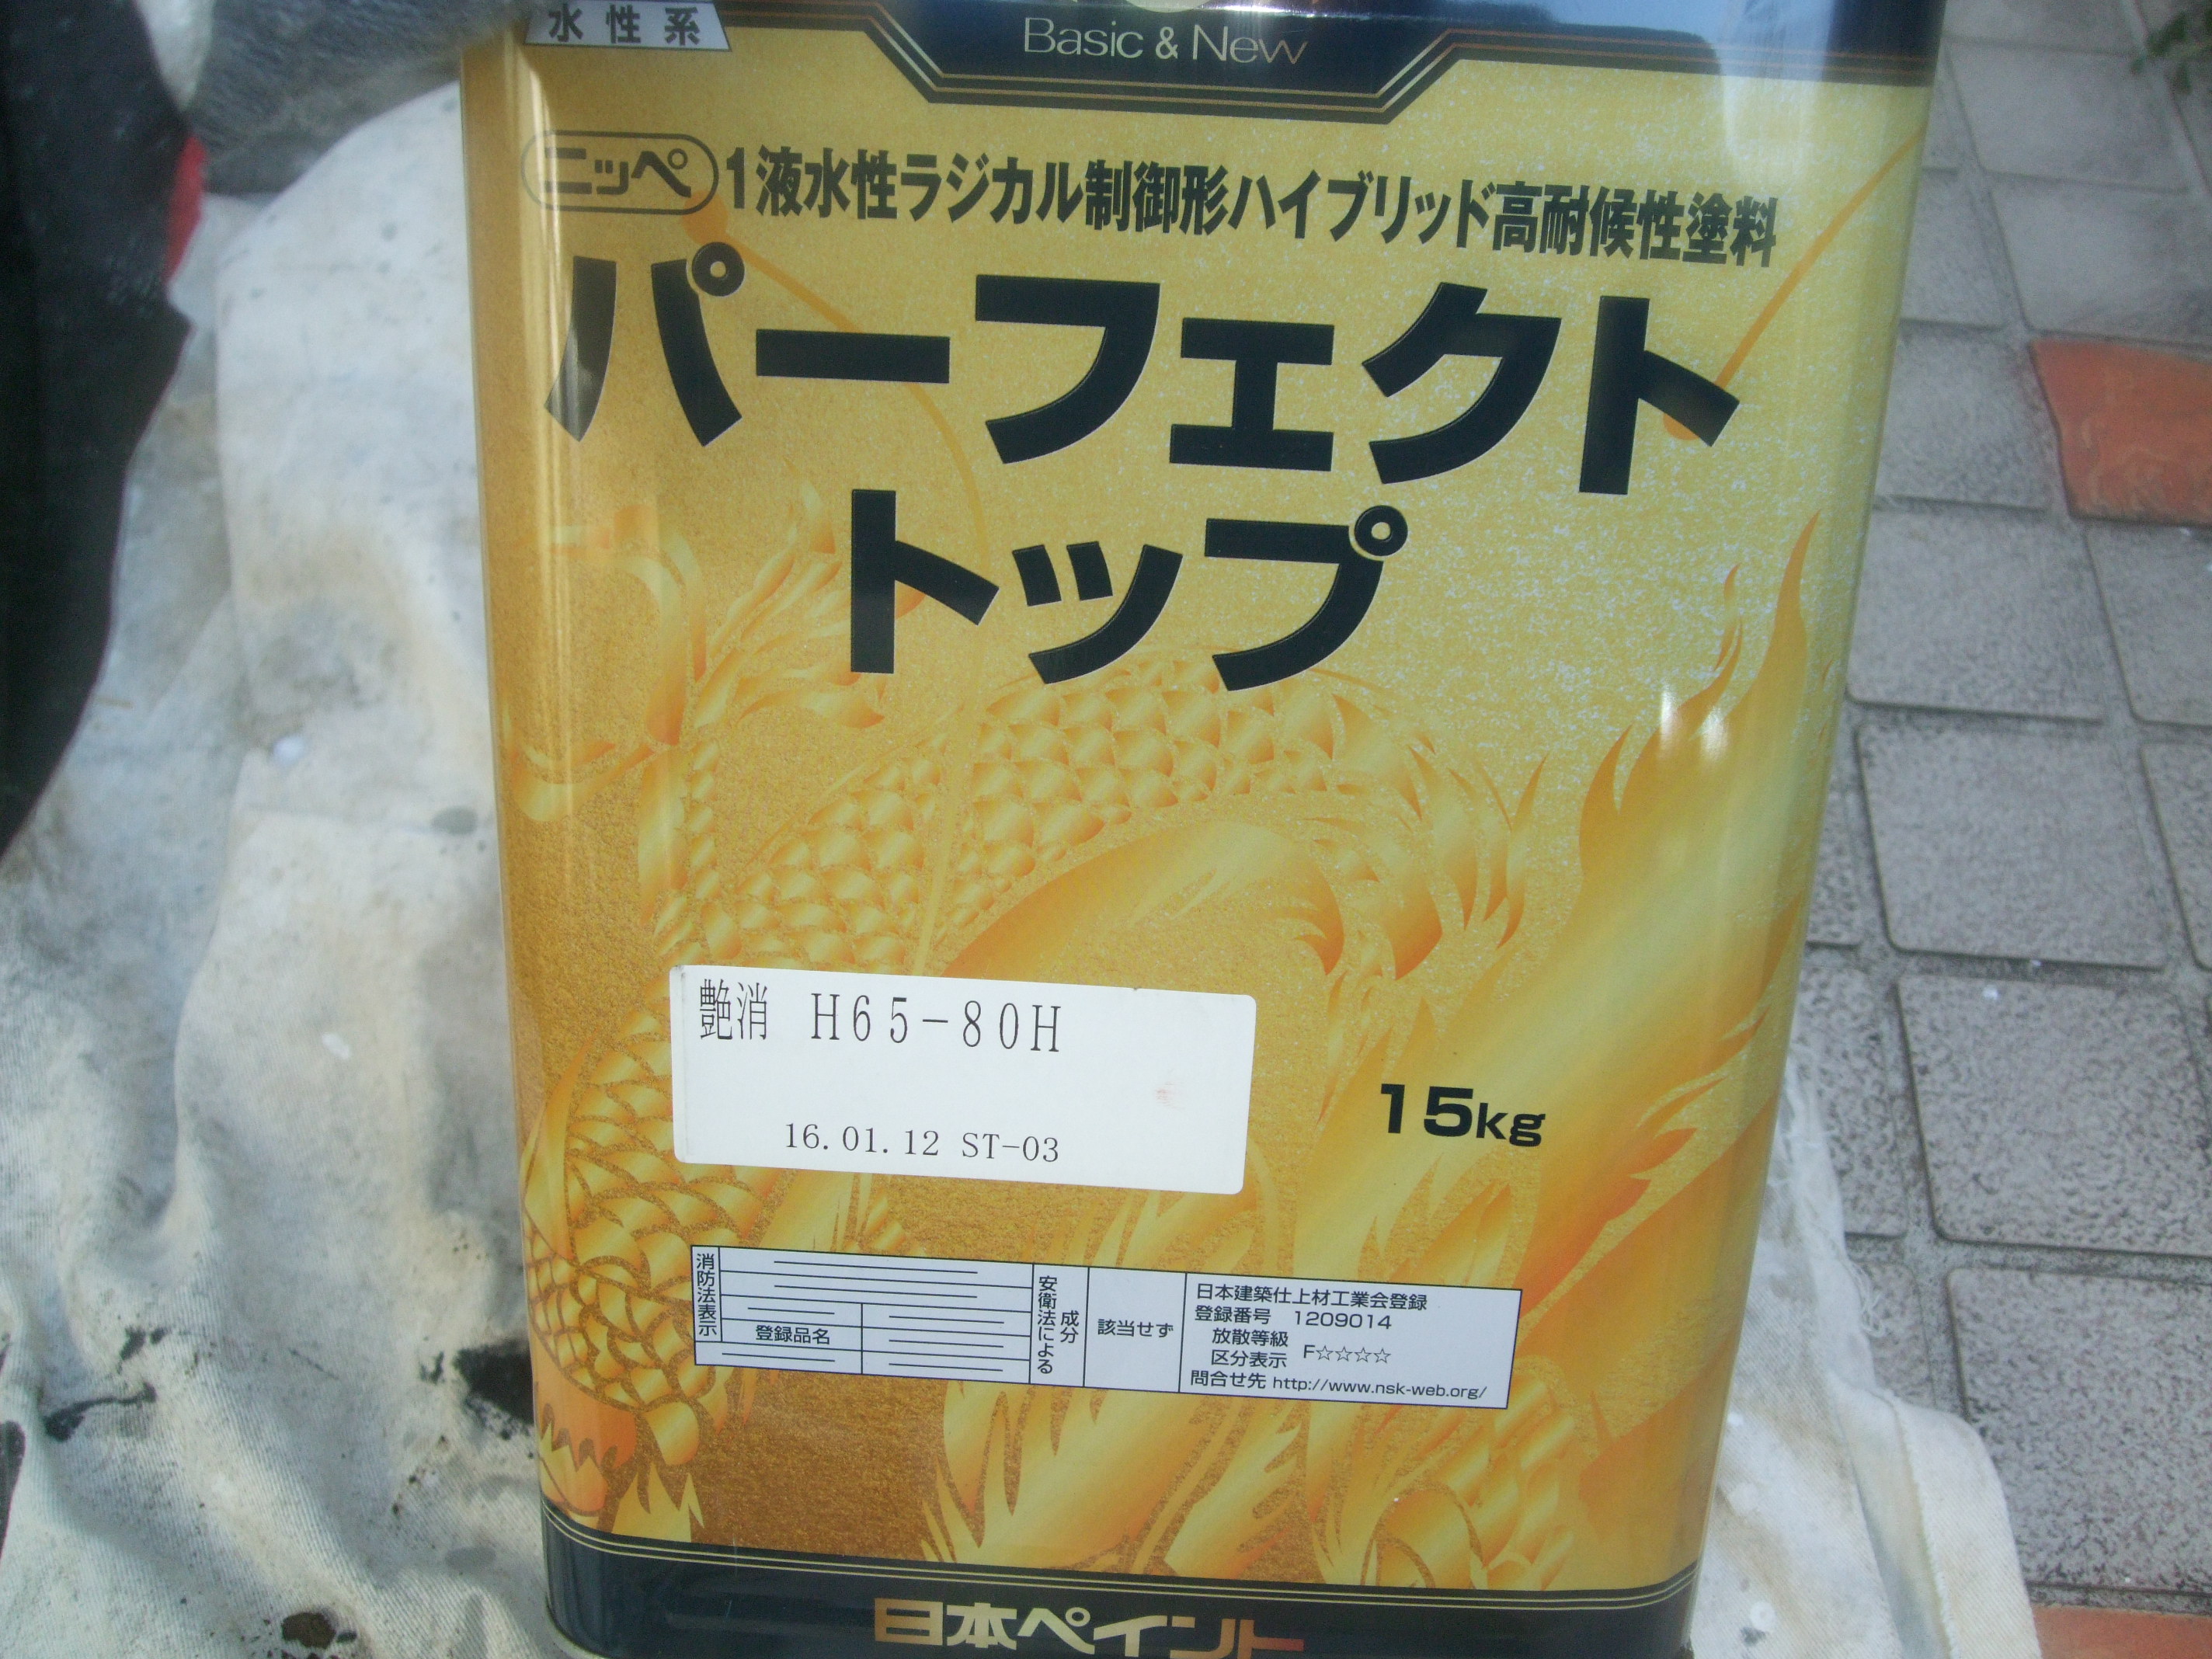 水性系
Basic & New
ニッペ 1液水性ラジカル制御形ハイブリッド高耐候性塗料
パーフェクト
トップ
艶消 H65-80H
16.01.12 ST-03
15kg
消防法表示
登録品名
安衛法による
成分
該当せず
日本建築仕上材工業会登録
登録番号 1209014
放散等級
区分表示 F☆☆☆☆
問合せ先 http://www.nsk-web.org/
日本ペイント